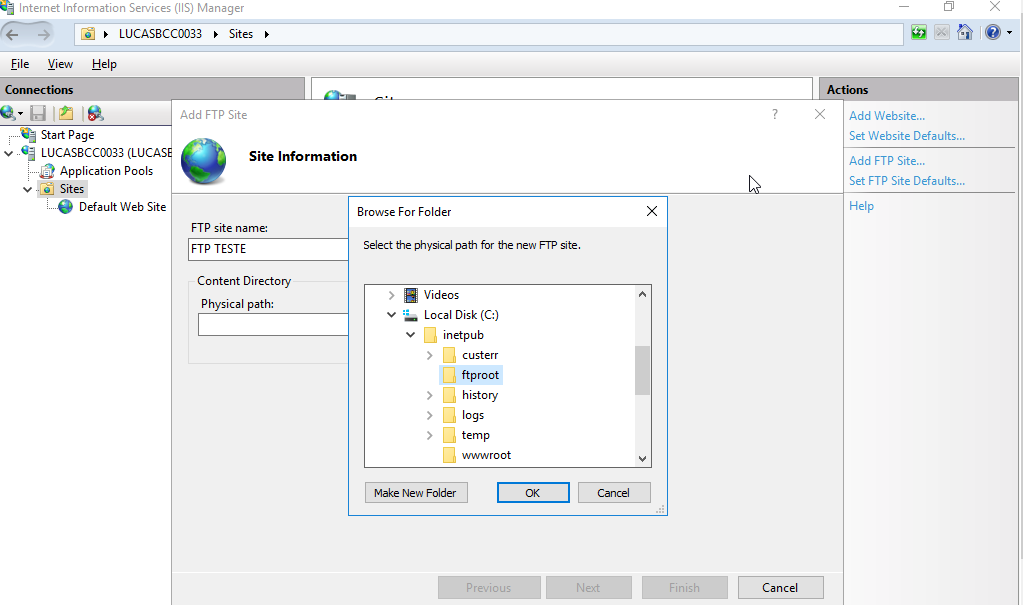 Internet Information Services (IIS) Manager
LUCASBCC0033
Sites
File View Help
Connections
Start Page
LUCASBCC0033 (LUCASB
Application Pools
Sites
Default Web Site
Add FTP Site
?
Site Information
FTP site name:
FTP TESTE
Content Directory
Physical path:
Browse For Folder
Select the physical path for the new FTP site.
Videos
Local Disk (C:)
inetpub
custerr
ftproot
history
logs
temp
wwwroot
Make New Folder OK Cancel
Previous Next Finish Cancel
Actions
Add Website...
Set Website Defaults...
Add FTP Site...
Set FTP Site Defaults...
Help